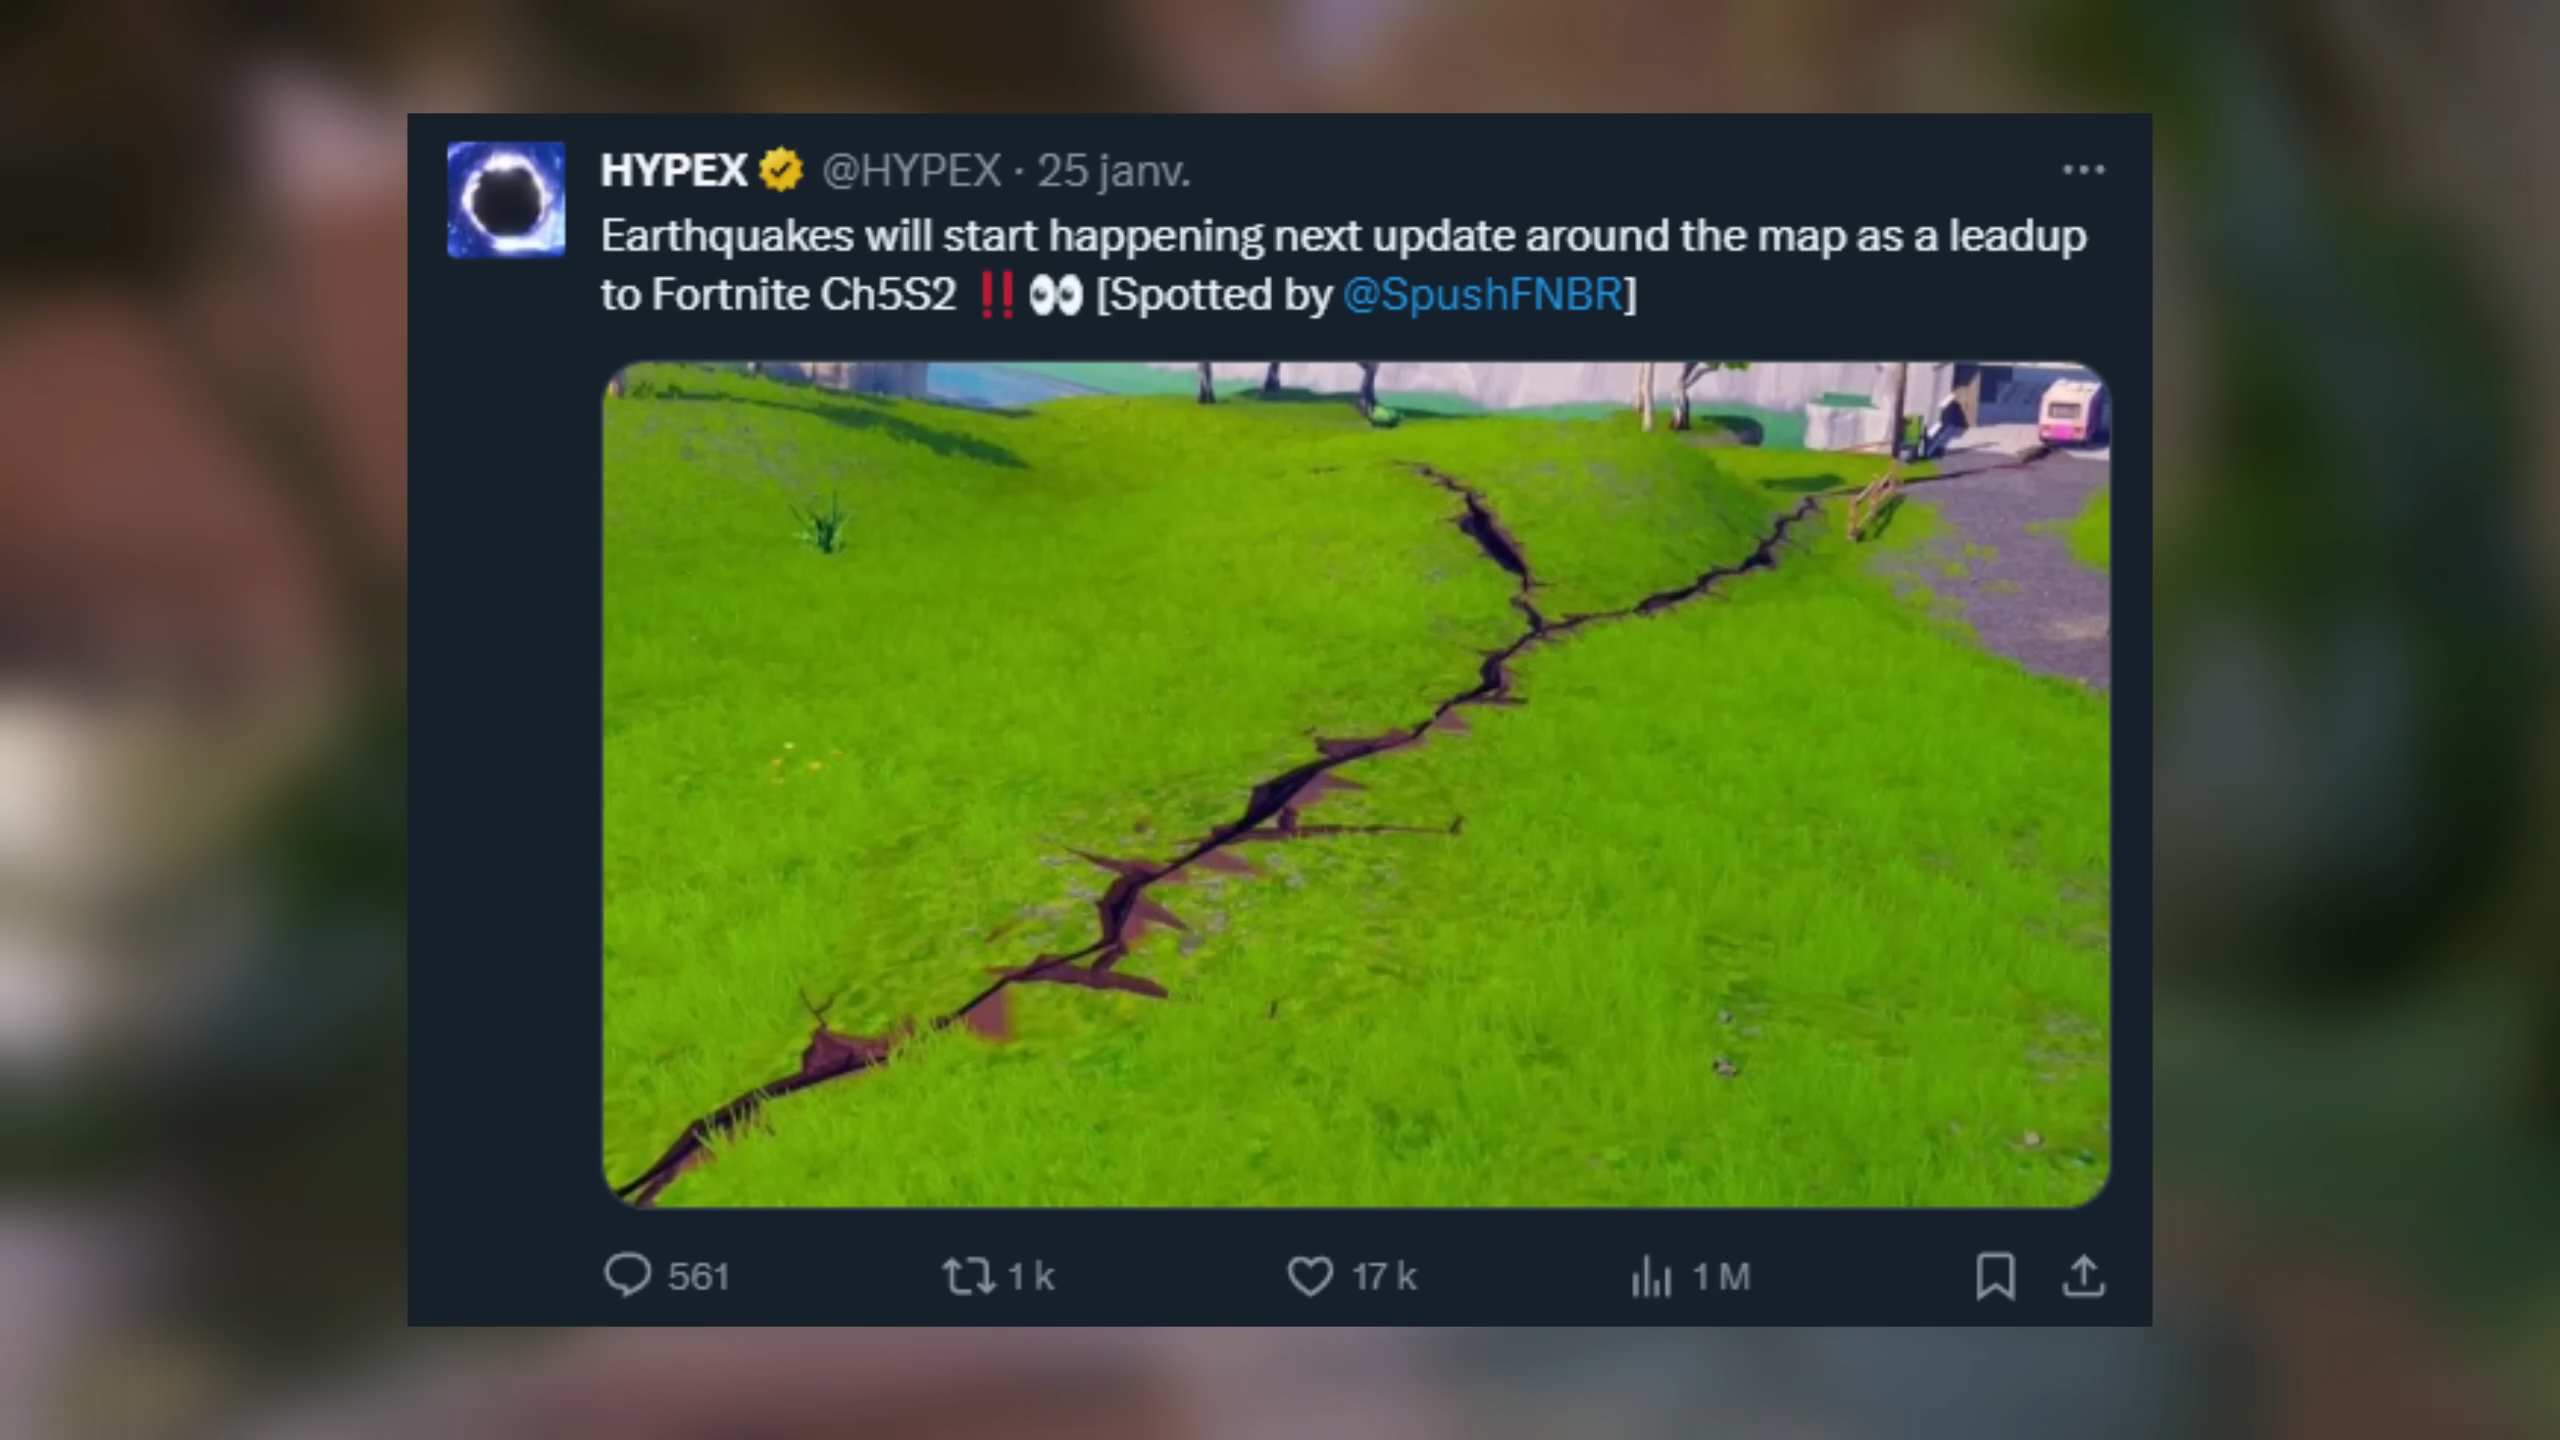 HYPEX @HYPEX · 25 janv.
Earthquakes will start happening next update around the map as a leadup
to Fortnite Ch5S2 ‼️👀 [Spotted by @SpushFNBR]
561 1 k 17 k 1 M